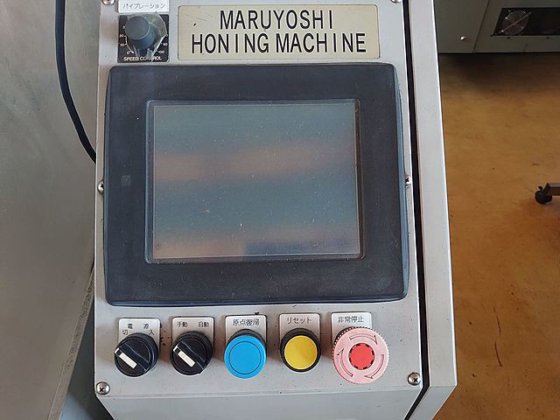 バイブレーション
SPEED CONTROL
MARUYOSHI
HONING MACHINE
電 源
切 入
手動 自動
原点復帰
リセット
非常停止